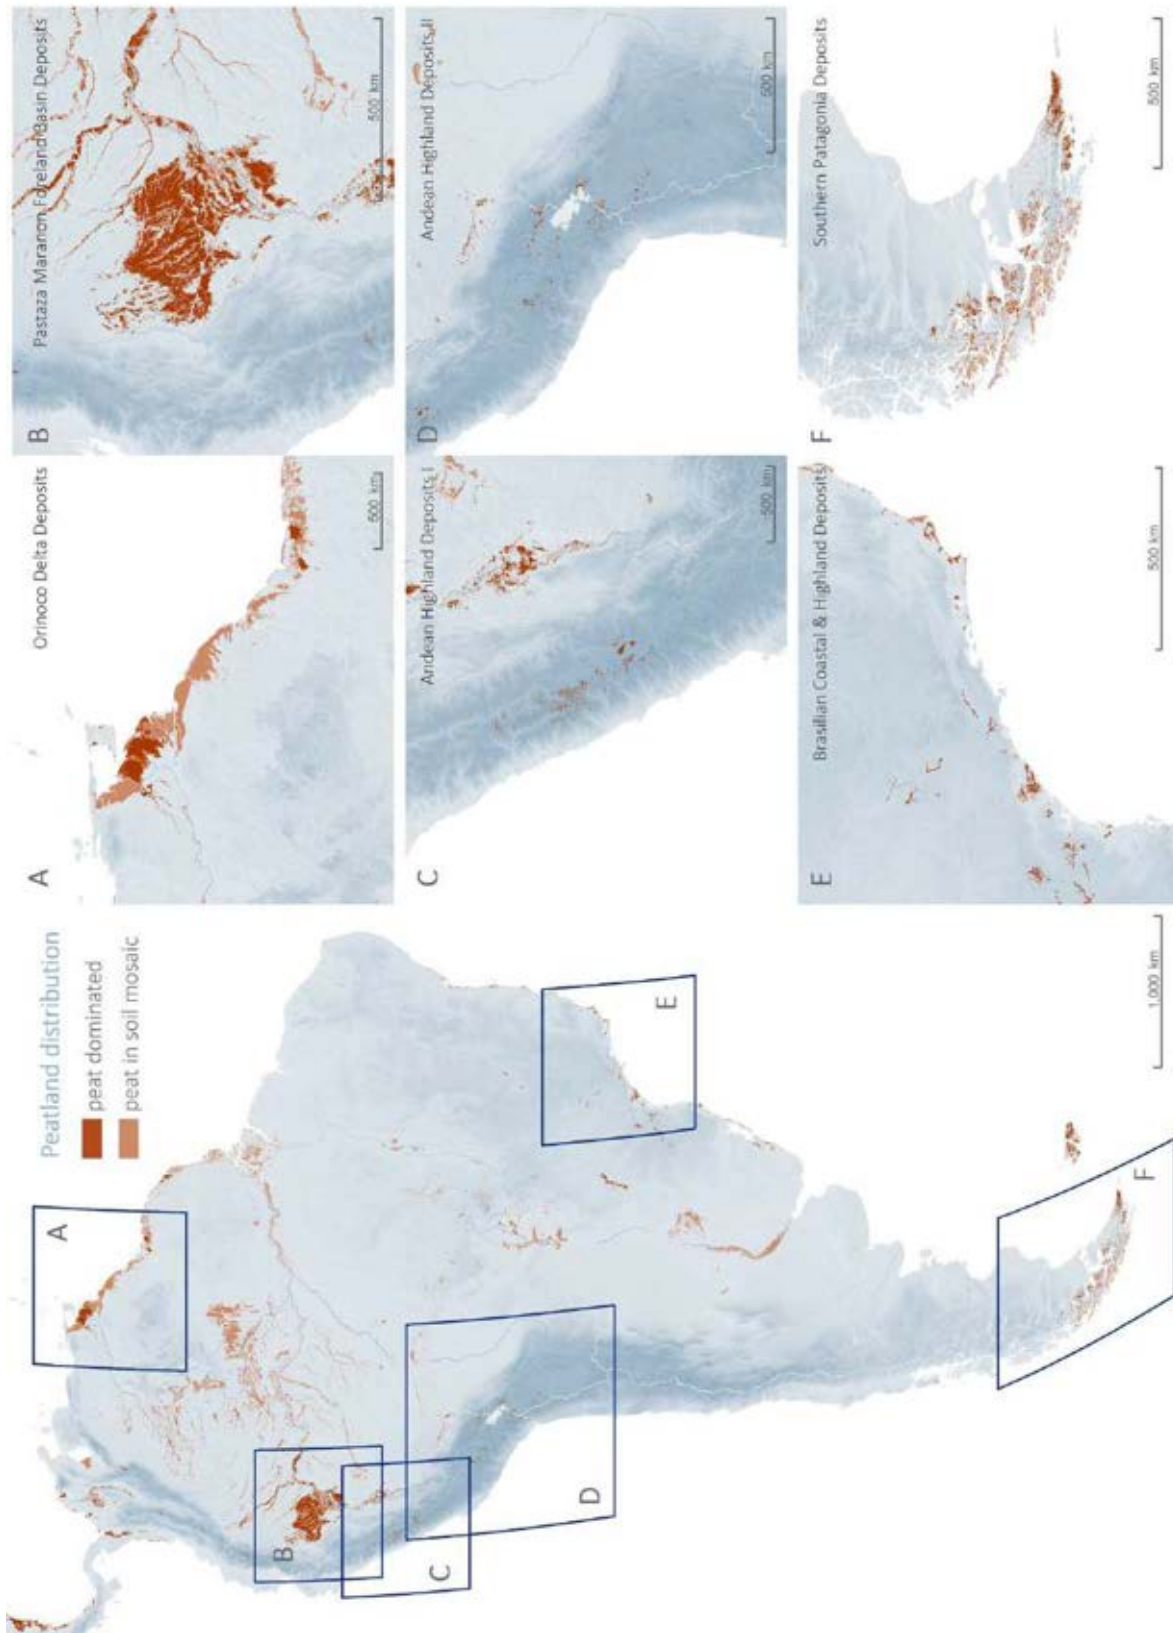 Peatland distribution
peat dominated
peat in soil mosaic
A
B
C
D
E
F
1,000 km
A
Orinoco Delta Deposits
500 km
B
Pastaza Maranon Foreland Basin Deposits
500 km
C
Andean Highland Deposits I
500 km
D
Andean Highland Deposits II
500 km
E
Brasilian Coastal & Highland Deposits
500 km
F
Southern Patagonia Deposits
500 km